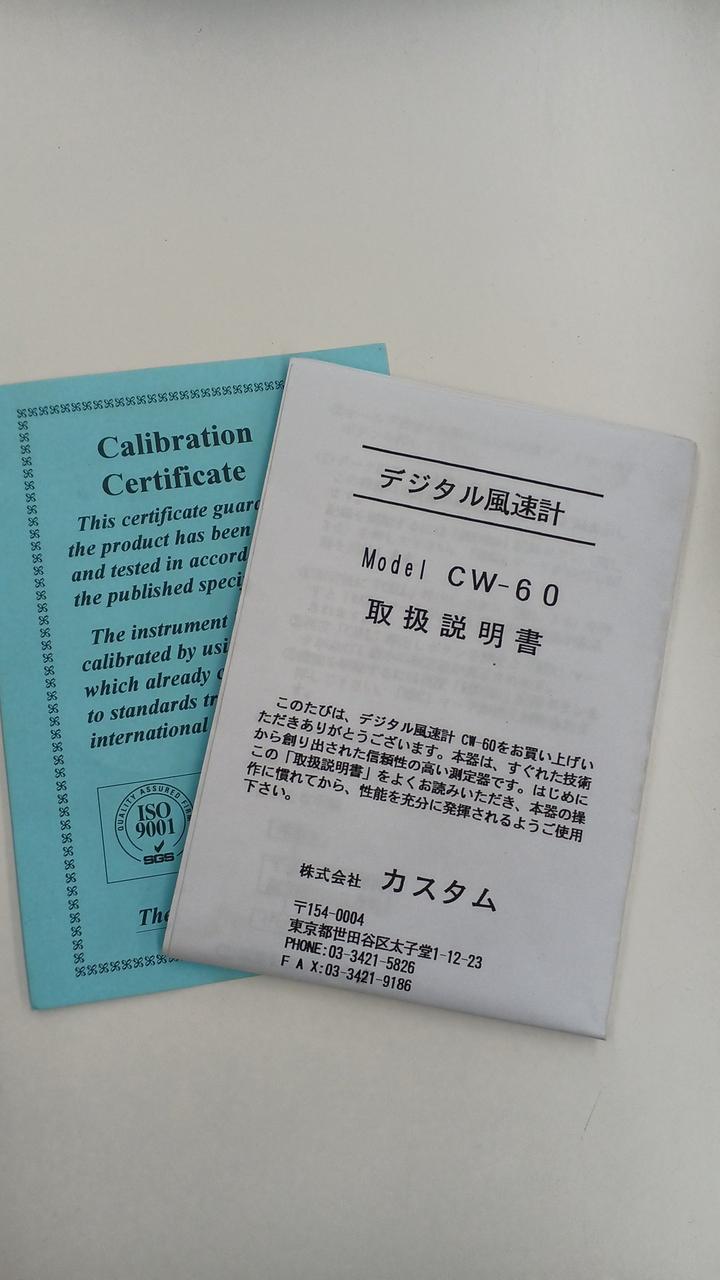 Calibration
Certificate
This certificate
the product has been
and tested in
the published
The instrument
calibrated by
which already
to standards
international
QUALITY ASSURED FIRM
ISO
9001
SGS
The
デジタル風速計
Model CW-60
取扱説明書
このたびは、デジタル風速計 CW-60をお買い上げい
ただきありがとうございます。本器は、すぐれた技術
から創り出された信頼性の高い測定器です。はじめに
この「取扱説明書」をよくお読みいただき、本器の操
作に慣れてから、性能を充分に発揮されるようご使用
下さい。
株式会社 カスタム
〒154-0004
東京都世田谷区太子堂1-12-23
PHONE:03-3421-5826
FAX:03-3421-9186